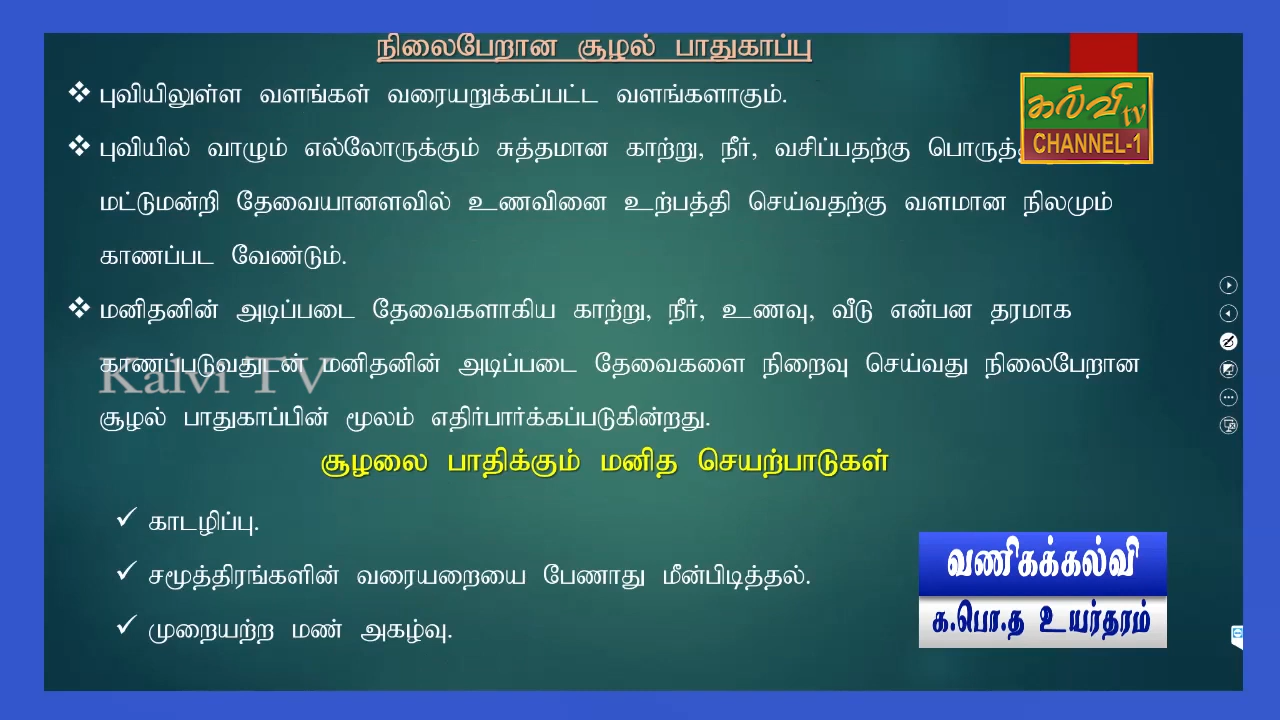 நிலைபேறான சூழல் பாதுகாப்பு
❖ புவியிலுள்ள வளங்கள் வரையறுக்கப்பட்ட வளங்களாகும்.
❖ புவியில் வாழும் எல்லோருக்கும் சுத்தமான காற்று, நீர், வசிப்பதற்கு
மட்டுமன்றி தேவையானளவில் உணவினை உற்பத்தி செய்வதற்கு வளமான நிலமும்
காணப்பட வேண்டும்.
❖ மனிதனின் அடிப்படை தேவைகளாகிய காற்று, நீர், உணவு, வீடு என்பன தரமாக
காணப்படுவதுடன் மனிதனின் அடிப்படை தேவைகளை நிறைவு செய்வது நிலைபேறான
சூழல் பாதுகாப்பின் மூலம் எதிர்பார்க்கப்படுகின்றது.
சூழலை பாதிக்கும் மனித செயற்பாடுகள்
✓ காடழிப்பு.
✓ சமூத்திரங்களின் வரையறையை பேணாது மீன்பிடித்தல்.
✓ முறையற்ற மண் அகழ்வு.
கல்வி tv
CHANNEL-1
Kalvi TV
வணிகக்கல்வி
க.பொ.த உயர்தரம்